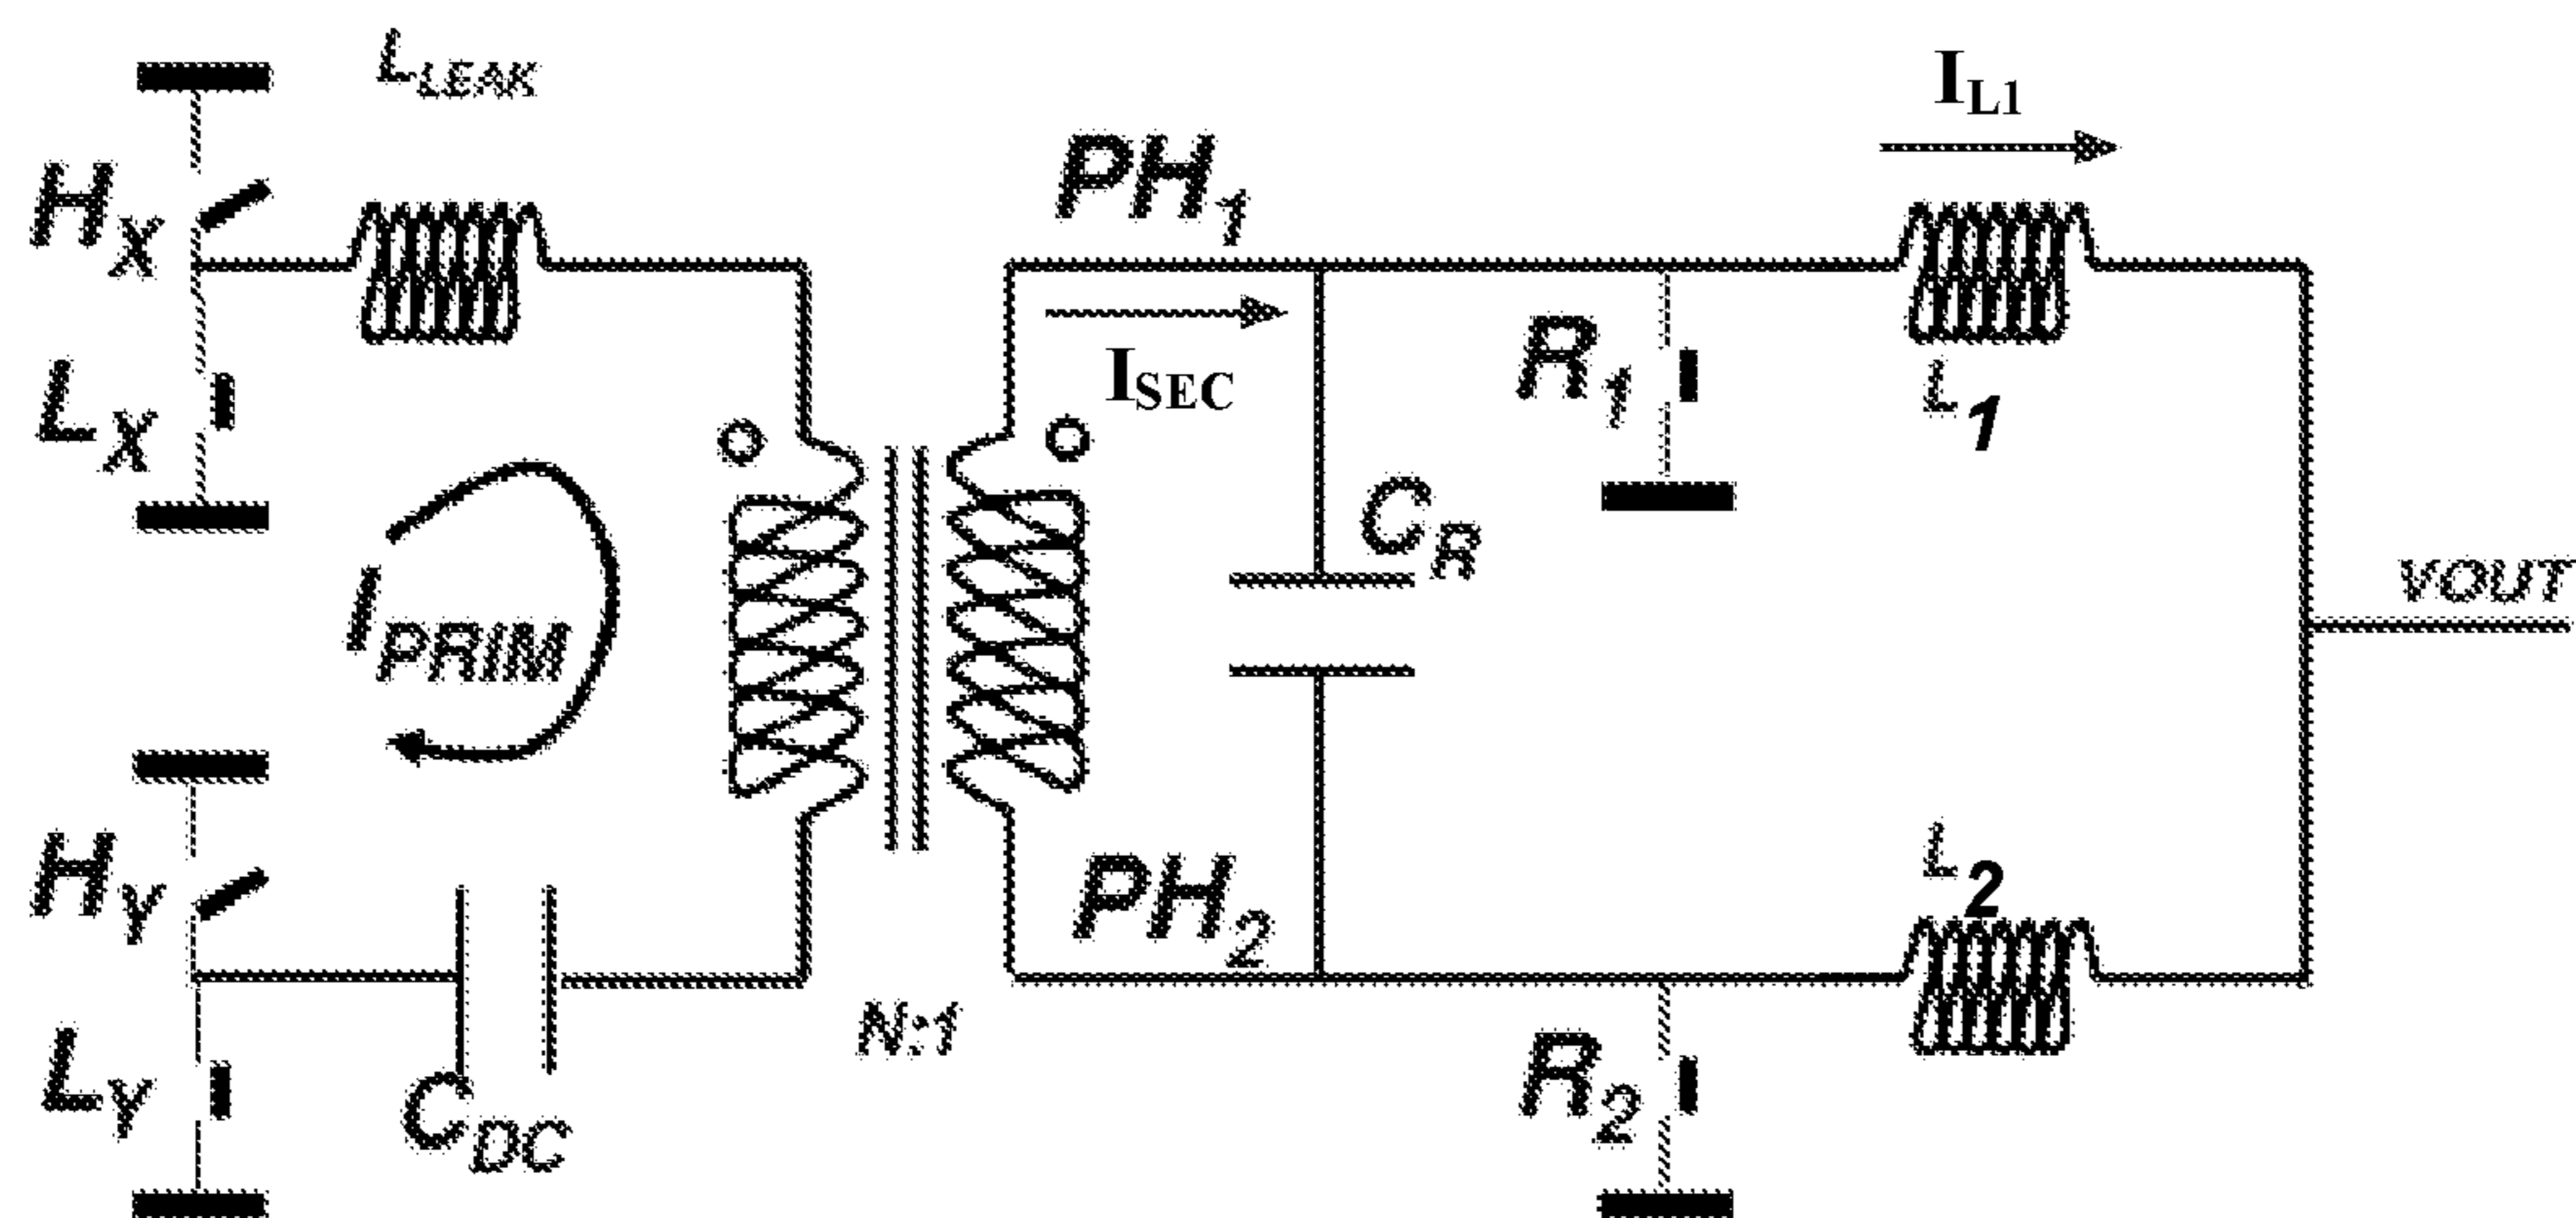 L_LEAK
I_L1
H_X
PH_1
L_X
I_SEC
R_1
L_1
C_R
I_PRIM
VOUT
H_Y
PH_2
L_2
N:1
L_Y
C_DC
R_2